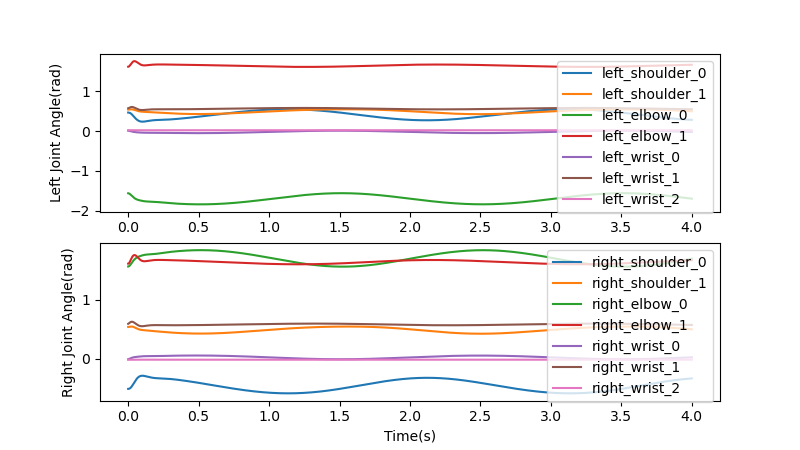 Left Joint Angle(rad)
1
0
−1
−2
left_shoulder_0
left_shoulder_1
left_elbow_0
left_elbow_1
left_wrist_0
left_wrist_1
left_wrist_2
0.0 0.5 1.0 1.5 2.0 2.5 3.0 3.5 4.0
Right Joint Angle(rad)
1
0
right_shoulder_0
right_shoulder_1
right_elbow_0
right_elbow_1
right_wrist_0
right_wrist_1
right_wrist_2
0.0 0.5 1.0 1.5 2.0 2.5 3.0 3.5 4.0
Time(s)